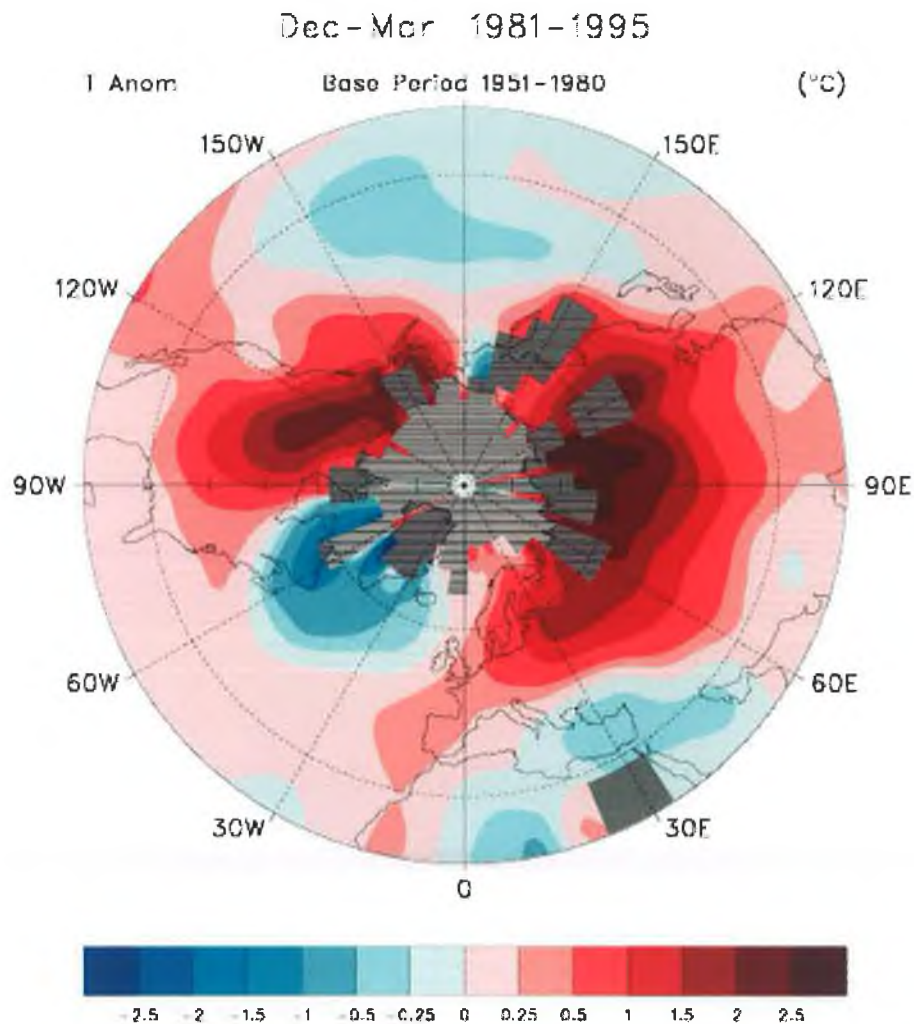 Dec-Mar 1981-1995
T Anom Base Period 1951-1980 (°C)
150W 150E
120W 120E
90W 90E
60W 60E
30W 30E
0
-2.5 -2 -1.5 -1 -0.5 -0.25 0 0.25 0.5 1 1.5 2 2.5